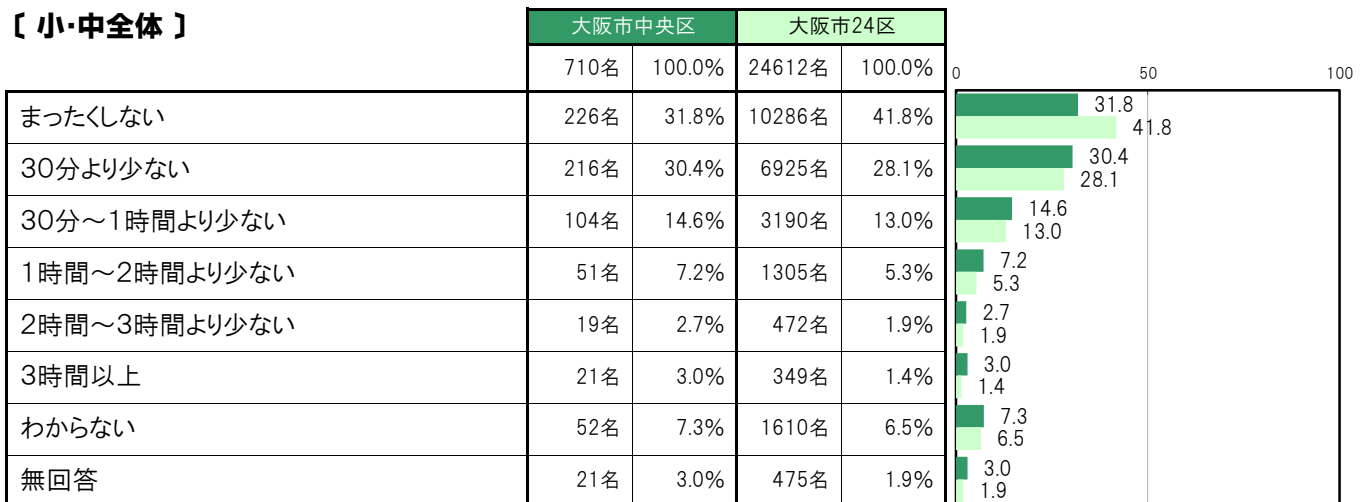 〔 小・中全体 〕
大阪市中央区 大阪市24区
710名 100.0% 24612名 100.0% 0 50 100
まったくしない 226名 31.8% 10286名 41.8% 31.8
41.8
30分より少ない 216名 30.4% 6925名 28.1% 30.4
28.1
30分～1時間より少ない 104名 14.6% 3190名 13.0% 14.6
13.0
1時間～2時間より少ない 51名 7.2% 1305名 5.3% 7.2
5.3
2時間～3時間より少ない 19名 2.7% 472名 1.9% 2.7
1.9
3時間以上 21名 3.0% 349名 1.4% 3.0
1.4
わからない 52名 7.3% 1610名 6.5% 7.3
6.5
無回答 21名 3.0% 475名 1.9% 3.0
1.9